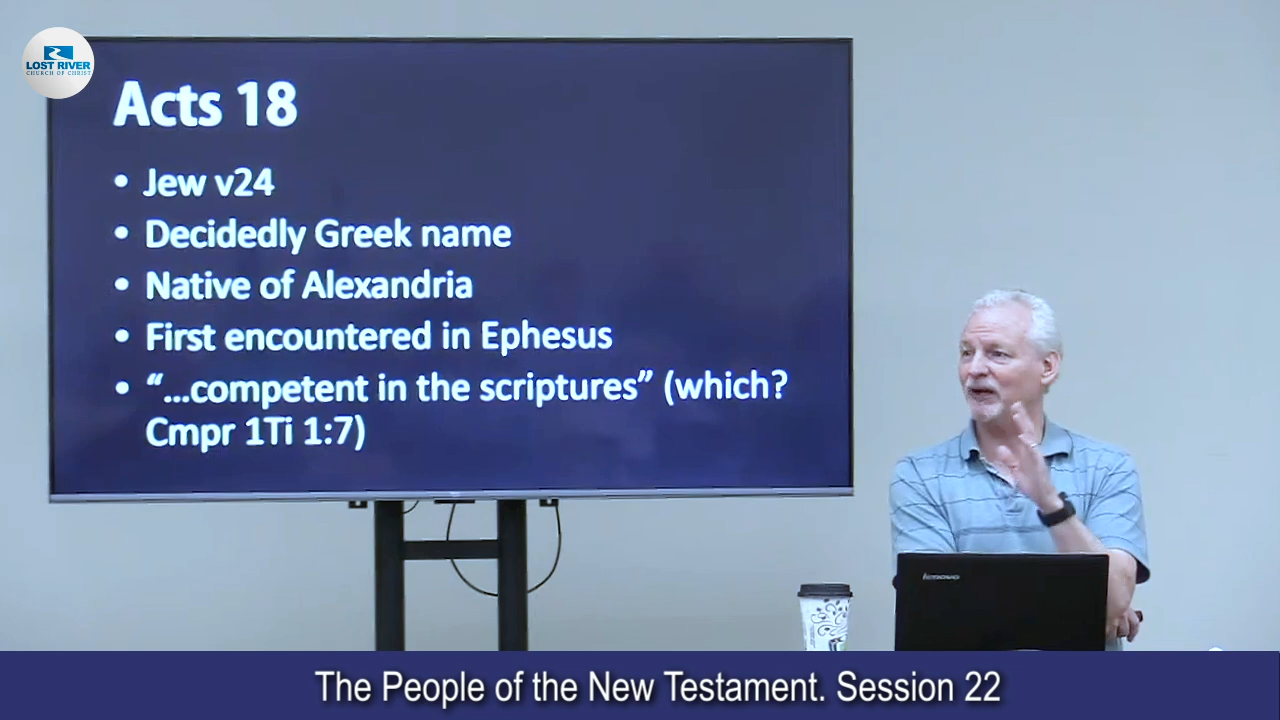 LOST RIVER
CHURCH OF CHRIST
Acts 18
• Jew v24
• Decidedly Greek name
• Native of Alexandria
• First encountered in Ephesus
• “...competent in the scriptures” (which?
Cmpr 1Ti 1:7)
lenovo
The People of the New Testament. Session 22